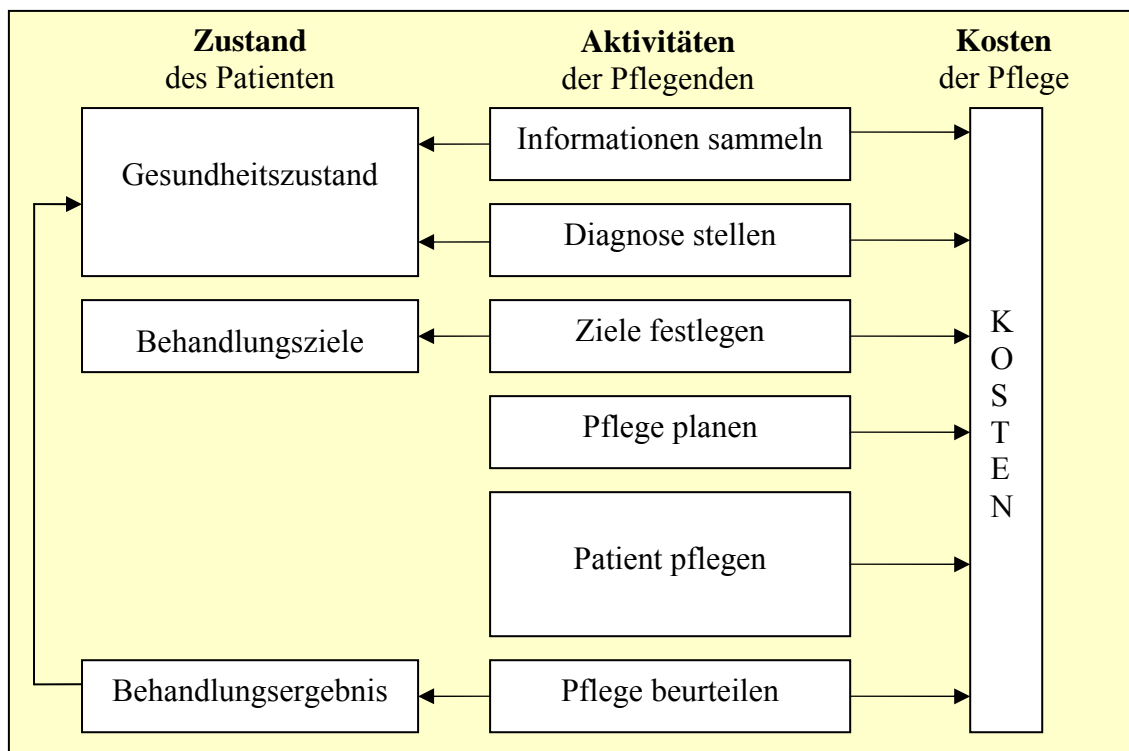 Zustand
des Patienten
Aktivitäten
der Pflegenden
Kosten
der Pflege
Gesundheitszustand
Informationen sammeln
Diagnose stellen
Behandlungsziele
Ziele festlegen
Pflege planen
Patient pflegen
Behandlungsergebnis
Pflege beurteilen
K
O
S
T
E
N